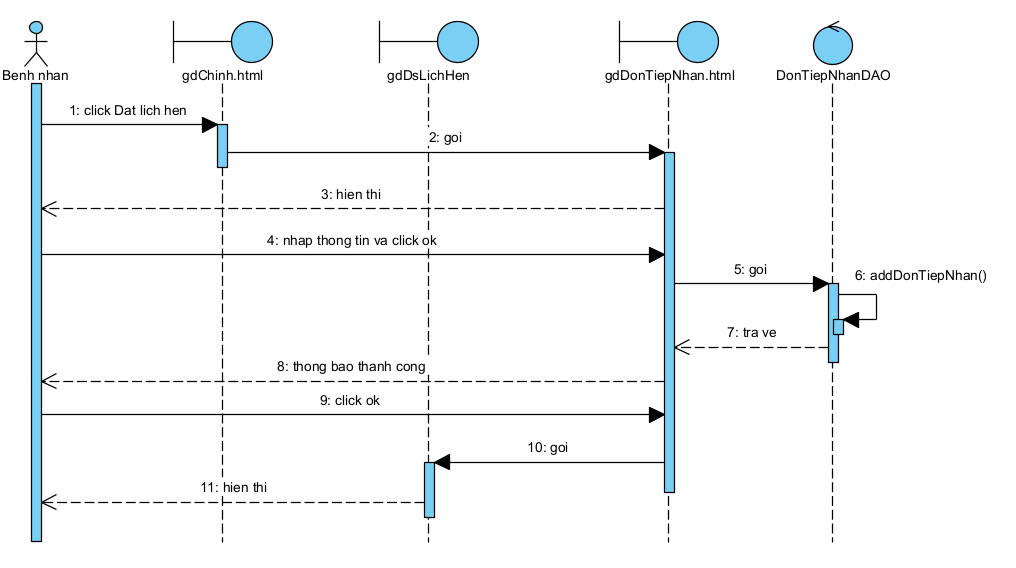 Benh nhan
gdChinh.html
gdDsLichHen
gdDonTiepNhan.html
DonTiepNhanDAO
1: click Dat lich hen
2: goi
3: hien thi
4: nhap thong tin va click ok
5: goi
6: addDonTiepNhan()
7: tra ve
8: thong bao thanh cong
9: click ok
10: goi
11: hien thi